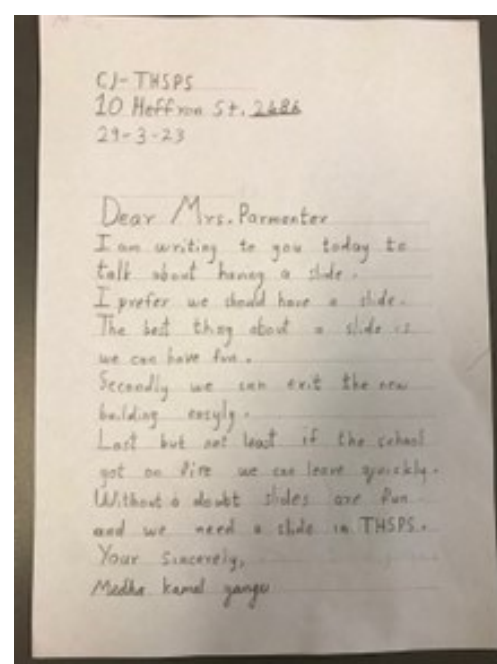 CJ-THSPS
10 Heffron St. 2686
29-3-23
Dear Mrs. Parmenter
I am writing to you today to
talk about having a slide.
I prefer we should have a slide.
The best thing about a slide is
we can have fun.
Secondly we can exit the new
building easyly.
Last but not least if the school
got on fire we can leave quickly.
Without a doubt slides are fun
and we need a slide in THSPS.
Your Sincerely,
Medha kamal